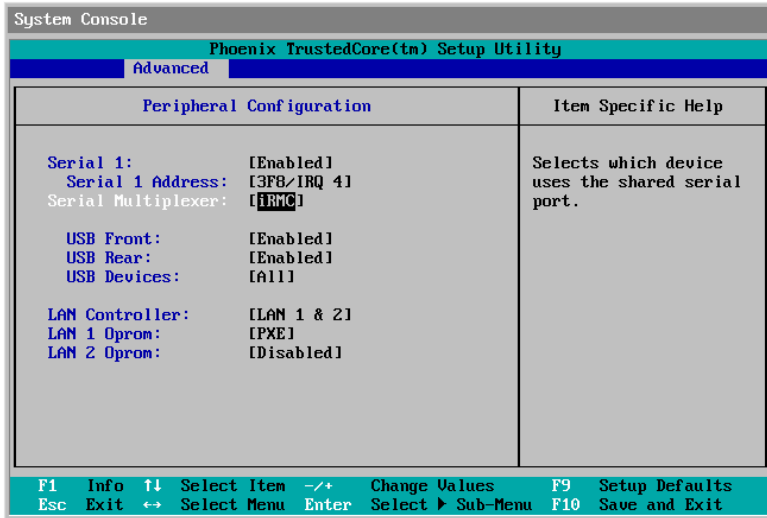 System Console
Phoenix TrustedCore(tm) Setup Utility
Advanced
Peripheral Configuration
Item Specific Help
Serial 1: [Enabled]
Serial 1 Address: [3F8/IRQ 4]
Serial Multiplexer: [iRMC]
USB Front: [Enabled]
USB Rear: [Enabled]
USB Devices: [All]
LAN Controller: [LAN 1 & 2]
LAN 1 Oprom: [PXE]
LAN 2 Oprom: [Disabled]
Selects which device
uses the shared serial
port.
F1 Info ↑↓ Select Item -/+ Change Values F9 Setup Defaults
Esc Exit ↔ Select Menu Enter Select ▶ Sub-Menu F10 Save and Exit